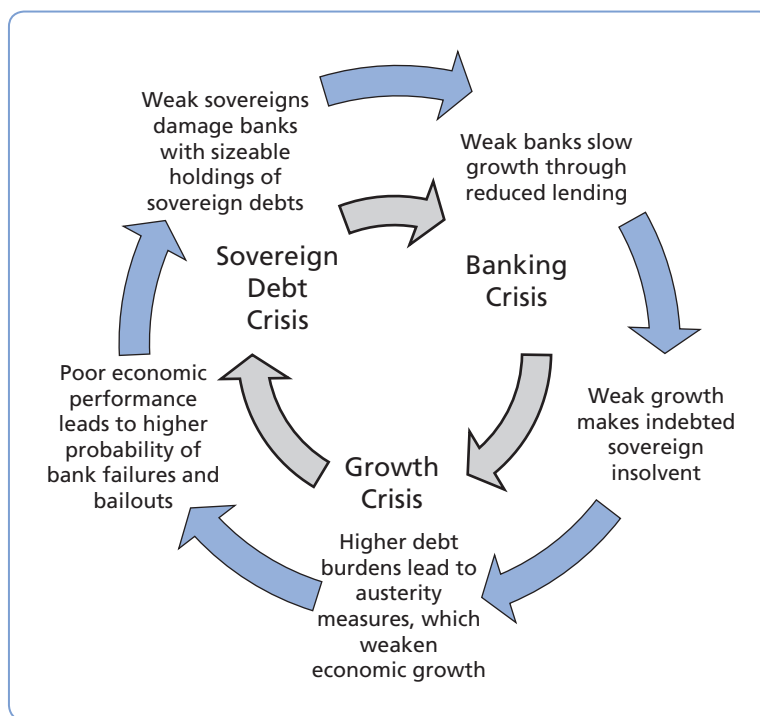 Weak sovereigns
damage banks
with sizeable
holdings of
sovereign debts
Weak banks slow
growth through
reduced lending
Sovereign
Debt
Crisis
Banking
Crisis
Poor economic
performance
leads to higher
probability of
bank failures and
bailouts
Weak growth
makes indebted
sovereign
insolvent
Growth
Crisis
Higher debt
burdens lead to
austerity
measures, which
weaken
economic growth